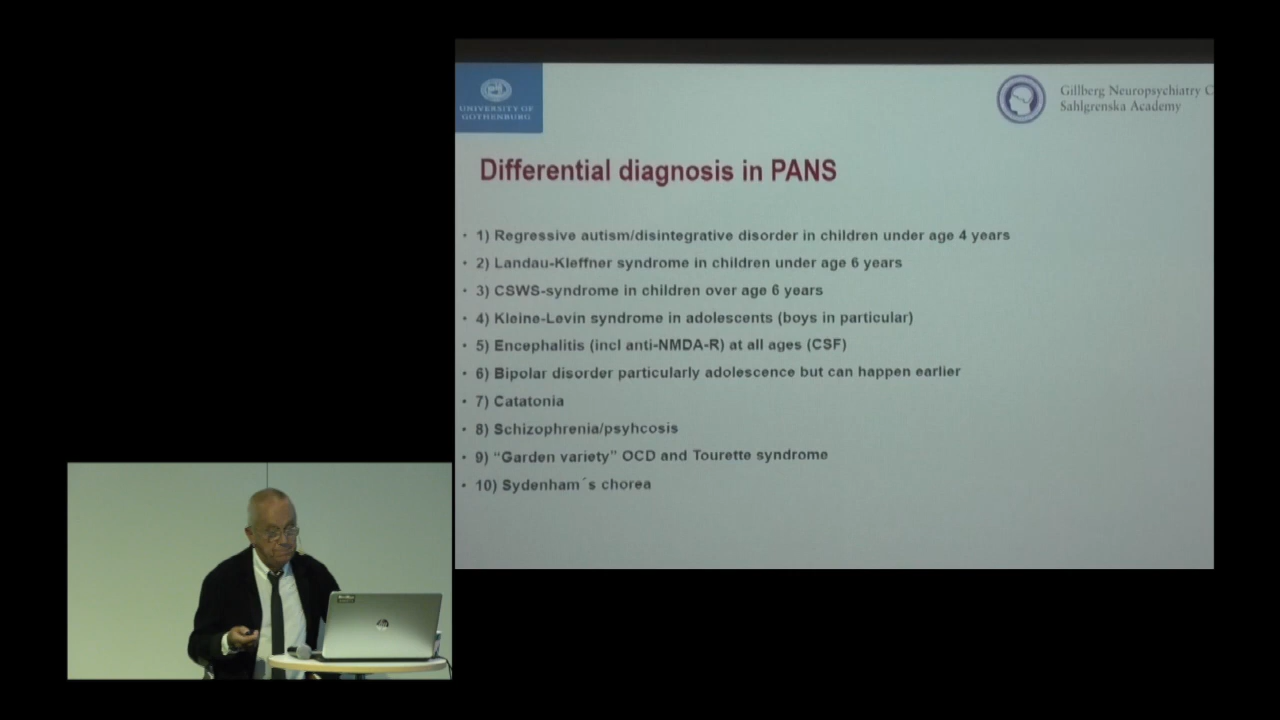 UNIVERSITY OF
GOTHENBURG
Gillberg Neuropsychiatry C
Sahlgrenska Academy
Differential diagnosis in PANS
• 1) Regressive autism/disintegrative disorder in children under age 4 years
• 2) Landau-Kleffner syndrome in children under age 6 years
• 3) CSWS-syndrome in children over age 6 years
• 4) Kleine-Levin syndrome in adolescents (boys in particular)
• 5) Encephalitis (incl anti-NMDA-R) at all ages (CSF)
• 6) Bipolar disorder particularly adolescence but can happen earlier
• 7) Catatonia
• 8) Schizophrenia/psyhcosis
• 9) “Garden variety” OCD and Tourette syndrome
• 10) Sydenham´s chorea
hp